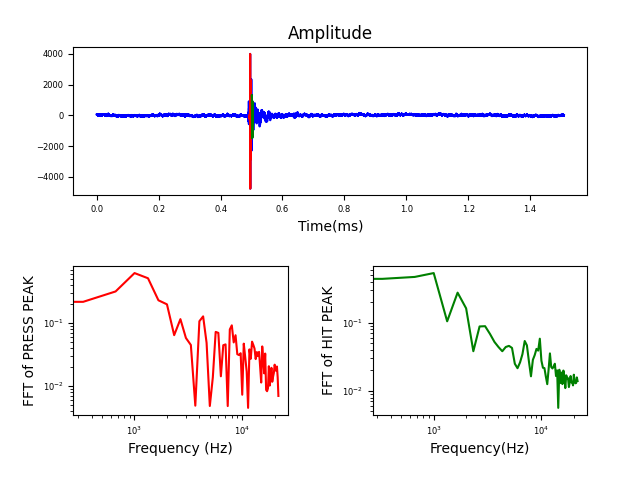 Amplitude
4000
2000
0
−2000
−4000
0.0 0.2 0.4 0.6 0.8 1.0 1.2 1.4
Time(ms)
FFT of PRESS PEAK
10⁻¹
10⁻²
10³ 10⁴
Frequency (Hz)
FFT of HIT PEAK
10⁻¹
10⁻²
10³ 10⁴
Frequency(Hz)